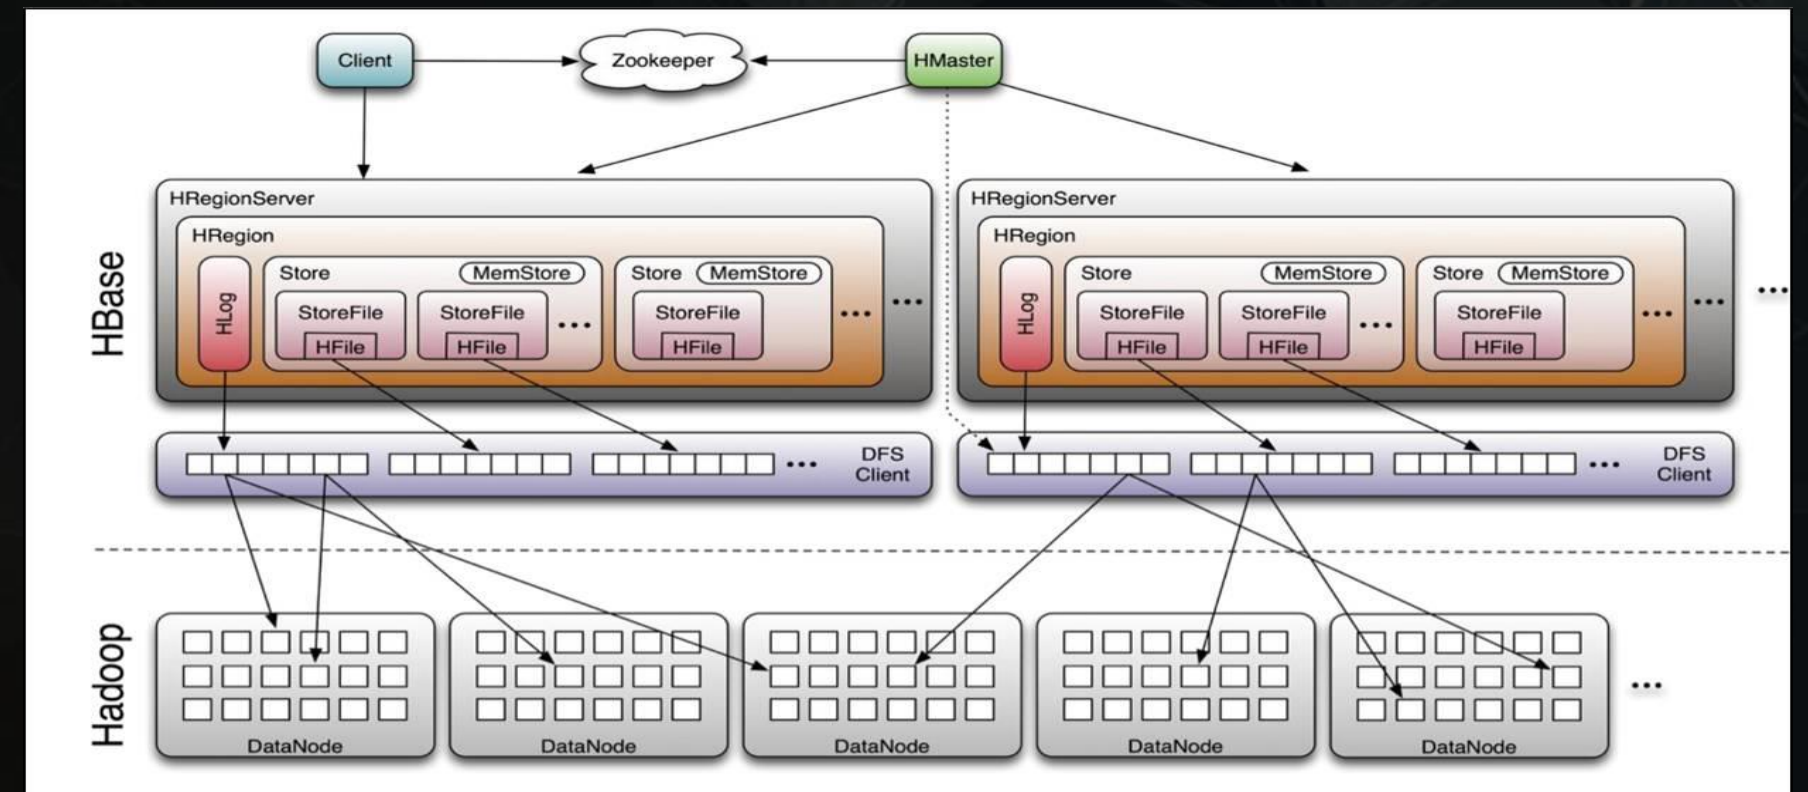 Client
Zookeeper
HMaster
HBase
HRegionServer
HRegion
HLog
Store
MemStore
StoreFile
HFile
StoreFile
HFile
...
Store
MemStore
StoreFile
HFile
...
...
HRegionServer
HRegion
HLog
Store
MemStore
StoreFile
HFile
StoreFile
HFile
...
Store
MemStore
StoreFile
HFile
...
...
...
...
DFS
Client
...
DFS
Client
Hadoop
DataNode
DataNode
DataNode
DataNode
DataNode
...